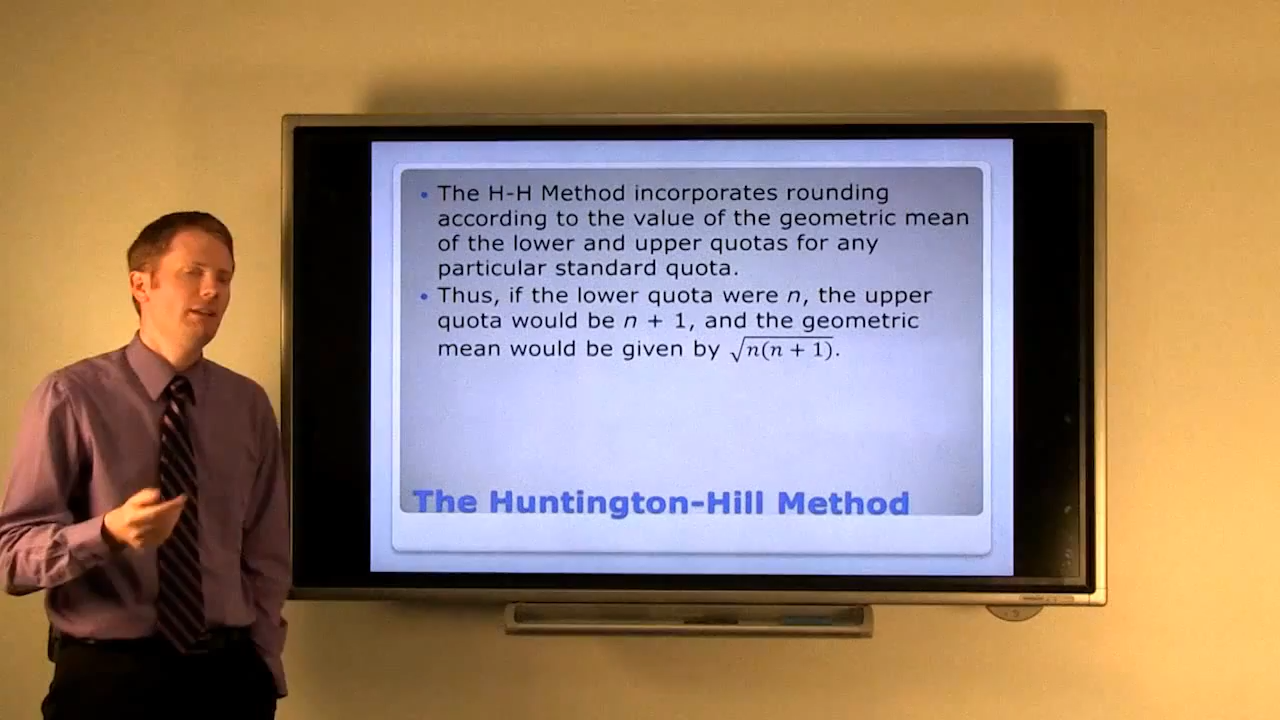 • The H-H Method incorporates rounding
according to the value of the geometric mean
of the lower and upper quotas for any
particular standard quota.
• Thus, if the lower quota were n, the upper
quota would be n + 1, and the geometric
mean would be given by √n(n + 1).
The Huntington-Hill Method